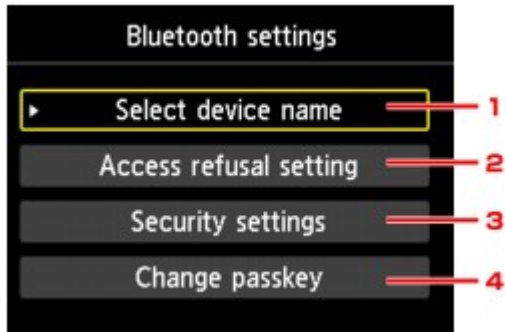 Bluetooth settings
Select device name 1
Access refusal setting 2
Security settings 3
Change passkey 4